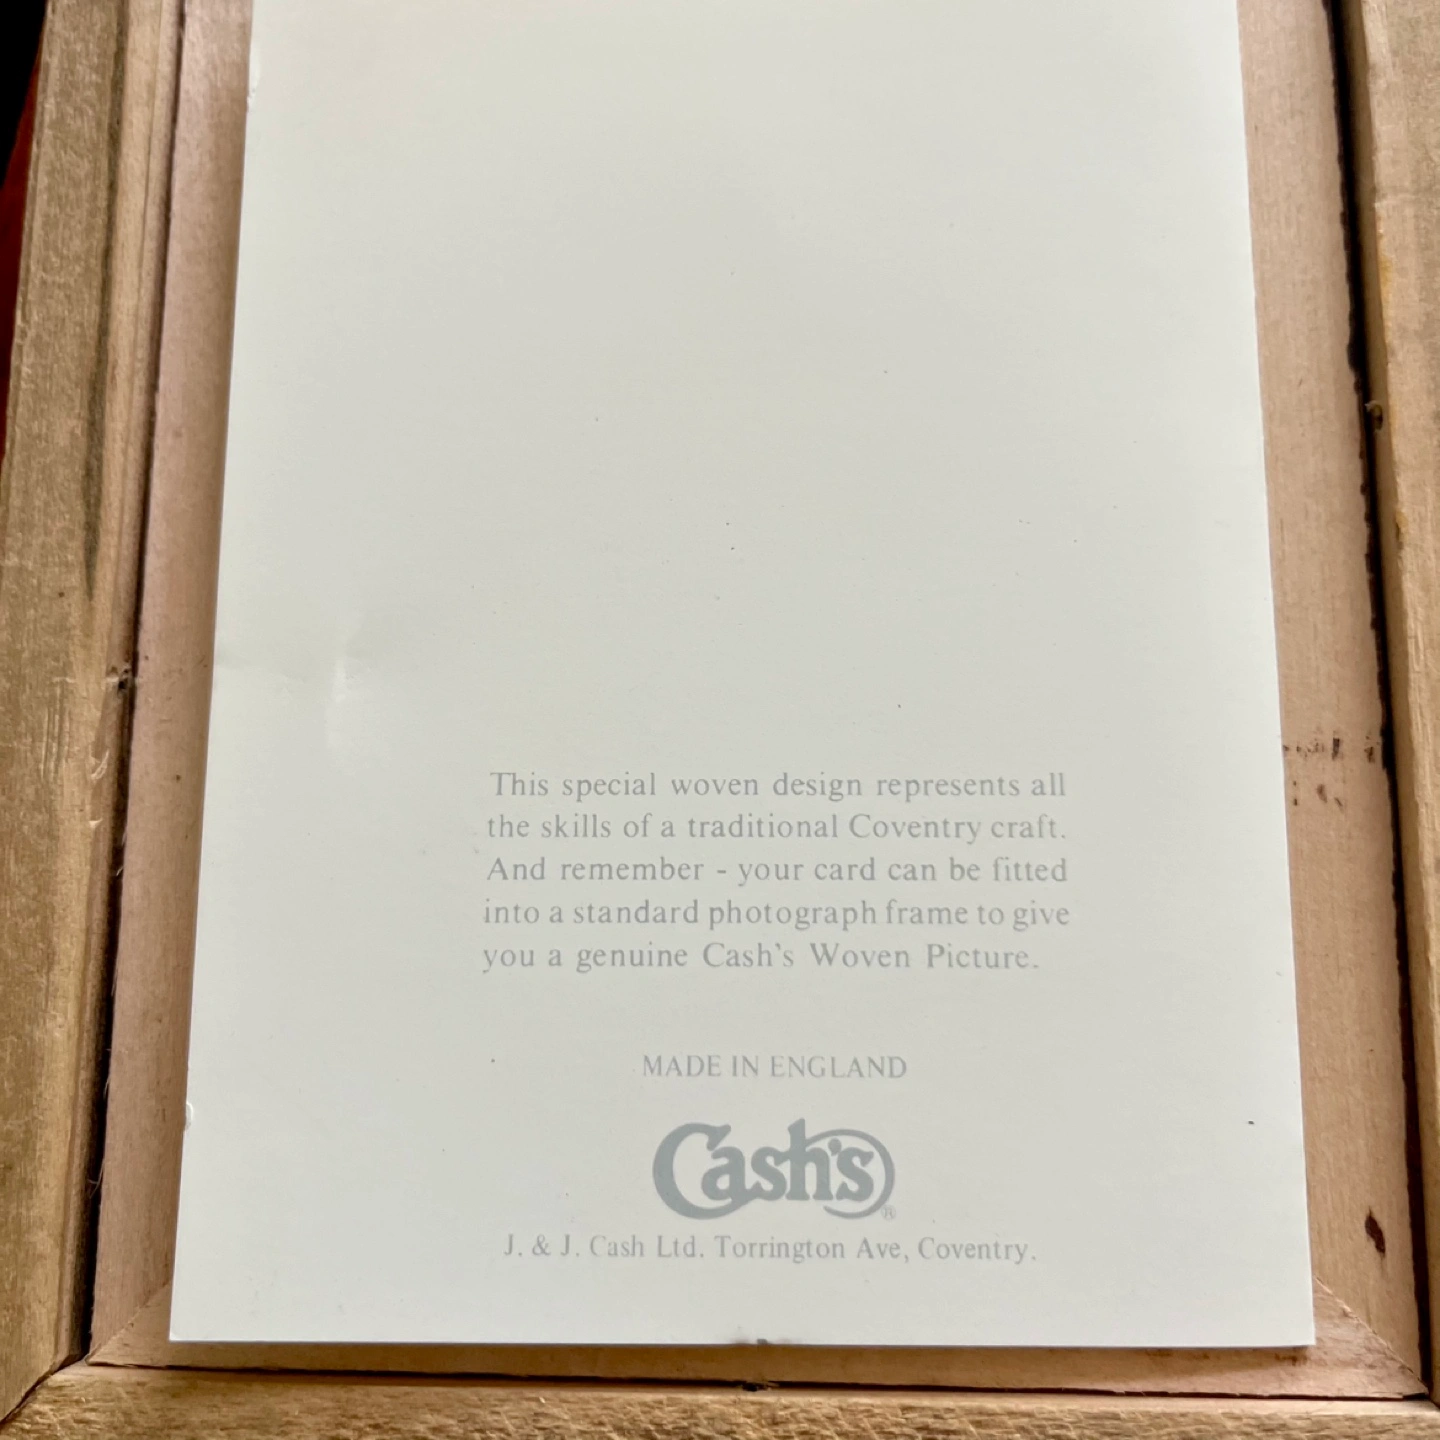 This special woven design represents all
the skills of a traditional Coventry craft.
And remember - your card can be fitted
into a standard photograph frame to give
you a genuine Cash's Woven Picture.
MADE IN ENGLAND
Cash's ®
J. & J. Cash Ltd. Torrington Ave, Coventry.